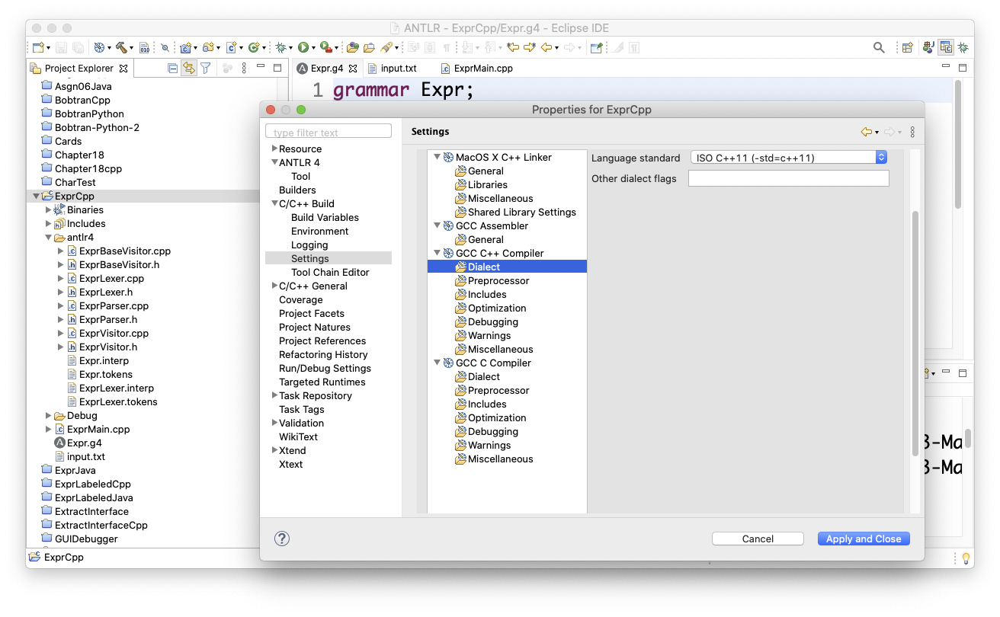 ANTLR - ExprCpp/Expr.g4 - Eclipse IDE
Project Explorer
Expr.g4
input.txt
ExprMain.cpp
1 grammar Expr;
Asgn06Java
BobtranCpp
BobtranPython
Bobtran-Python-2
Cards
Chapter18
Chapter18cpp
CharTest
ExprCpp
Binaries
Includes
antlr4
ExprBaseVisitor.cpp
ExprBaseVisitor.h
ExprLexer.cpp
ExprLexer.h
ExprParser.cpp
ExprParser.h
ExprVisitor.cpp
ExprVisitor.h
Expr.interp
Expr.tokens
ExprLexer.interp
ExprLexer.tokens
Debug
ExprMain.cpp
Expr.g4
input.txt
ExprJava
ExprLabeledCpp
ExprLabeledJava
ExtractInterface
ExtractInterfaceCpp
GUIDebugger
ExprCpp
Properties for ExprCpp
type filter text
Resource
ANTLR 4
Tool
Builders
C/C++ Build
Build Variables
Environment
Logging
Settings
Tool Chain Editor
C/C++ General
Coverage
Project Facets
Project Natures
Project References
Refactoring History
Run/Debug Settings
Targeted Runtimes
Task Repository
Task Tags
Validation
WikiText
Xtend
Xtext
Settings
MacOS X C++ Linker
General
Libraries
Miscellaneous
Shared Library Settings
GCC Assembler
General
GCC C++ Compiler
Dialect
Preprocessor
Includes
Optimization
Debugging
Warnings
Miscellaneous
GCC C Compiler
Dialect
Preprocessor
Includes
Optimization
Debugging
Warnings
Miscellaneous
Language standard
ISO C++11 (-std=c++11)
Other dialect flags
3-Ma
3-Ma
?
Cancel
Apply and Close